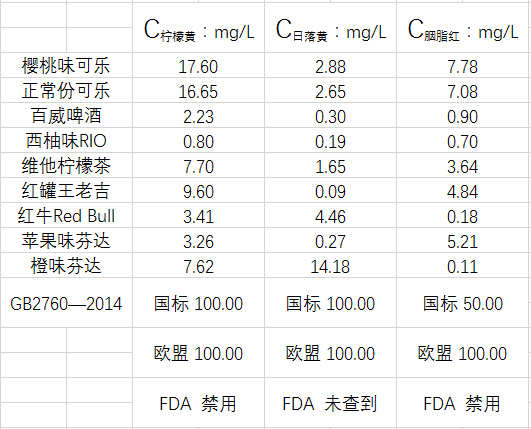 C柠檬黄：mg/L C日落黄：mg/L C胭脂红：mg/L
樱桃味可乐 17.60 2.88 7.78
正常份可乐 16.65 2.65 7.08
百威啤酒 2.23 0.30 0.90
西柚味RIO 0.80 0.19 0.70
维他柠檬茶 7.70 1.65 3.64
红罐王老吉 9.60 0.09 4.84
红牛Red Bull 3.41 4.46 0.18
苹果味芬达 3.26 0.27 5.21
橙味芬达 7.62 14.18 0.11
GB2760—2014 国标 100.00 国标 100.00 国标 50.00
欧盟 100.00 欧盟 100.00 欧盟 100.00
FDA 禁用 FDA 未查到 FDA 禁用